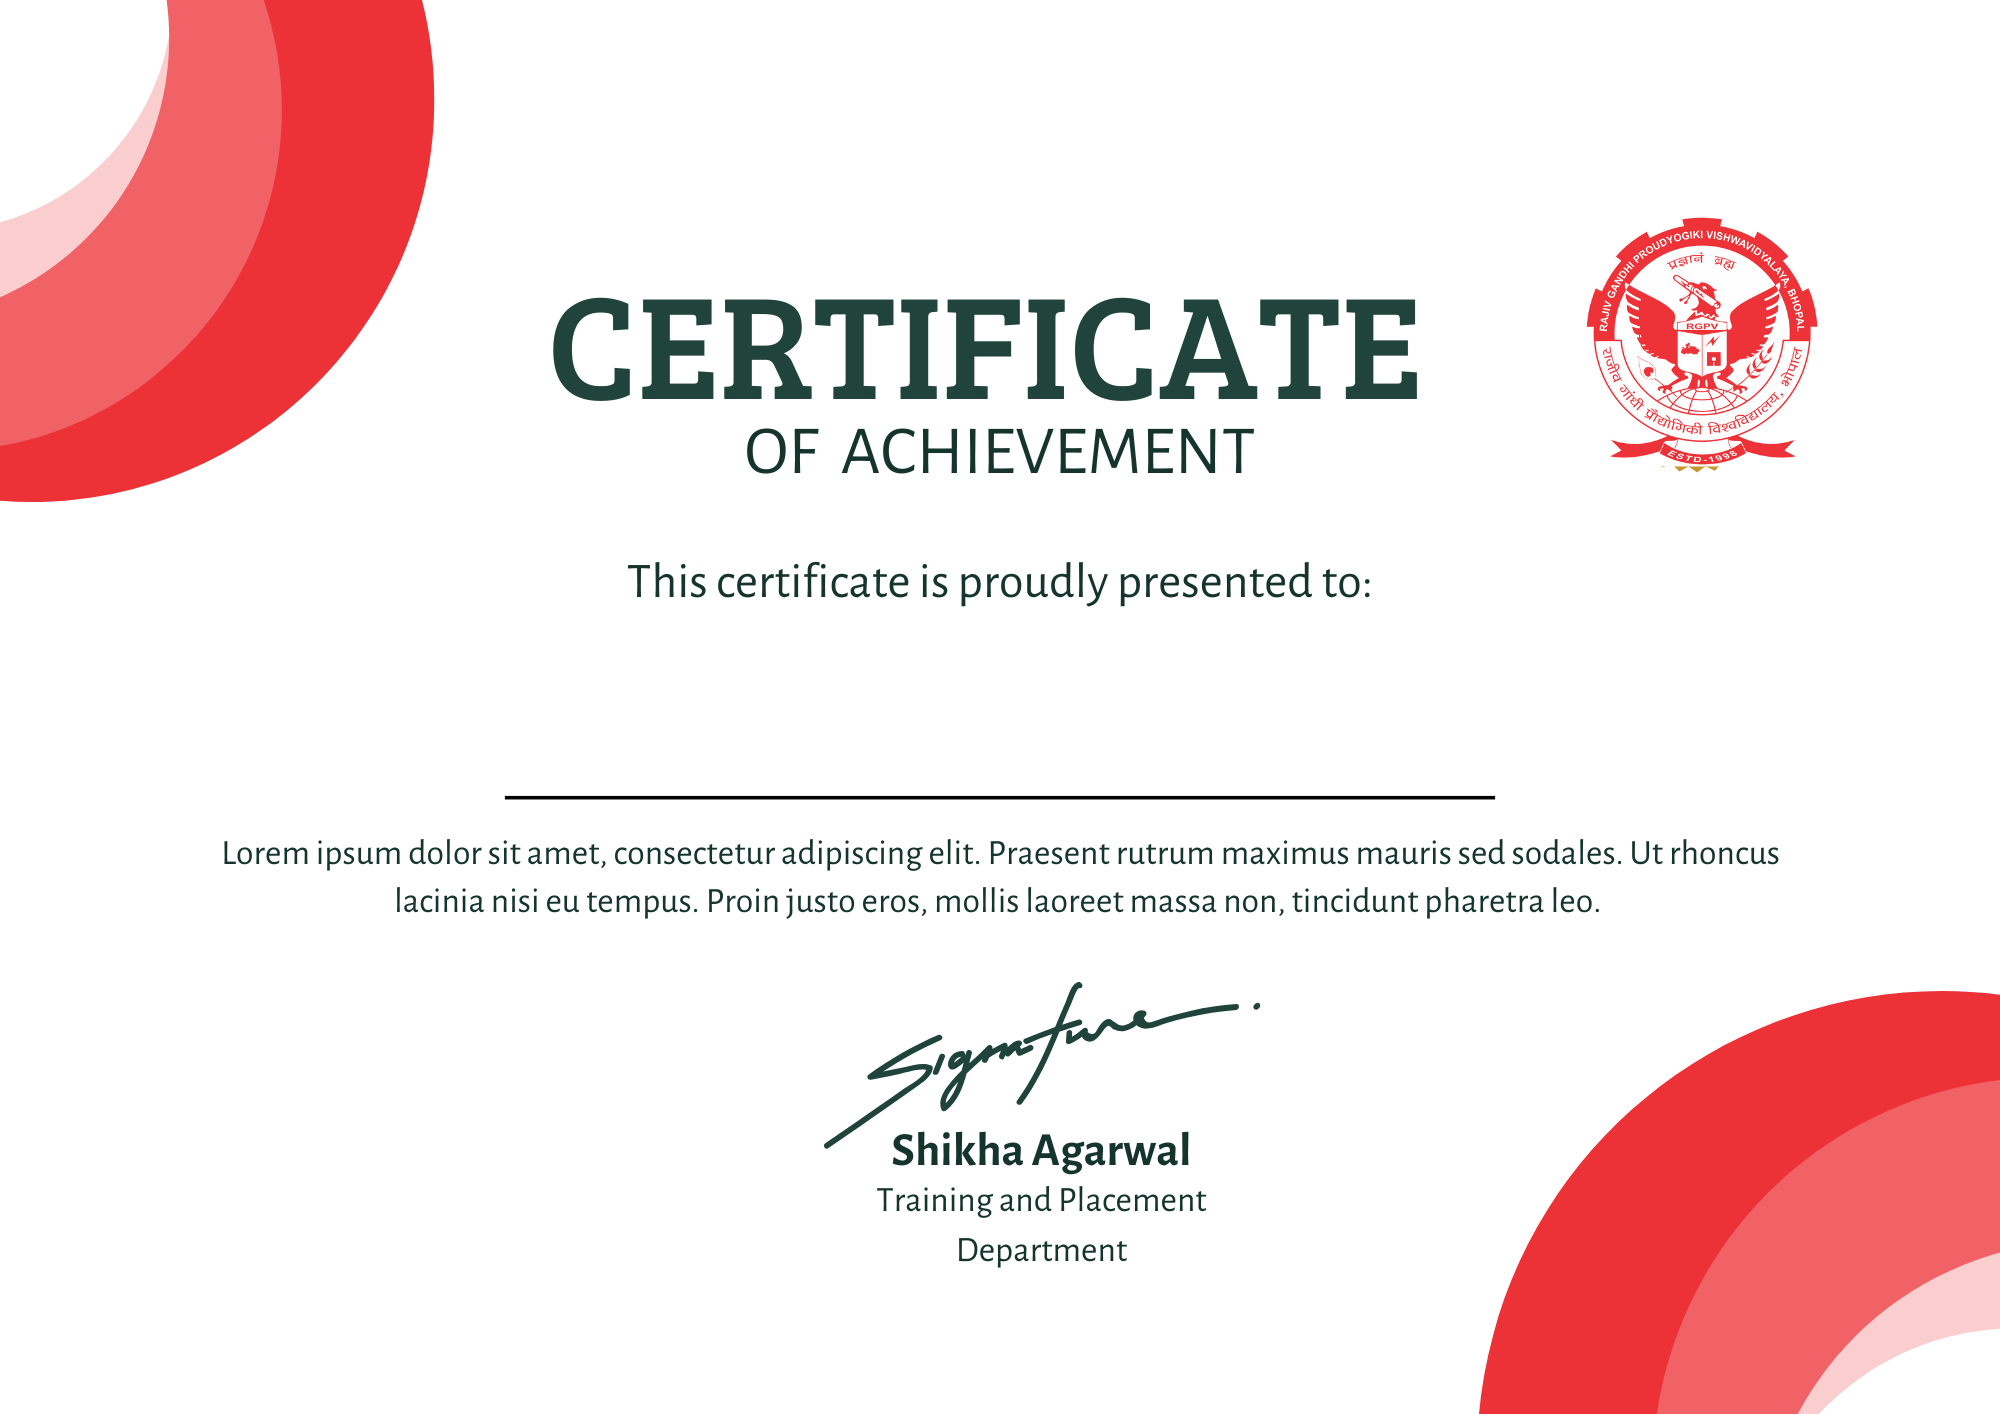 RAJIV GANDHI PROUDYOGIKI VISHWAVIDYALAYA, BHOPAL
प्रज्ञानं ब्रह्म
RGPV
राजीव गाँधी प्रौद्योगिकी विश्वविद्यालय, भोपाल
ESTD-1998
CERTIFICATE
OF ACHIEVEMENT
This certificate is proudly presented to:
Lorem ipsum dolor sit amet, consectetur adipiscing elit. Praesent rutrum maximus mauris sed sodales. Ut rhoncus
lacinia nisi eu tempus. Proin justo eros, mollis laoreet massa non, tincidunt pharetra leo.
Signature
Shikha Agarwal
Training and Placement
Department